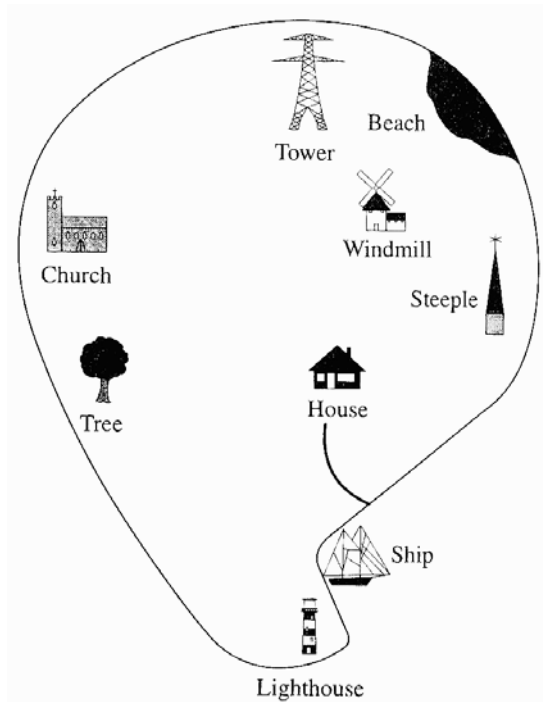 Beach
Tower
Windmill
Church
Steeple
House
Tree
Ship
Lighthouse